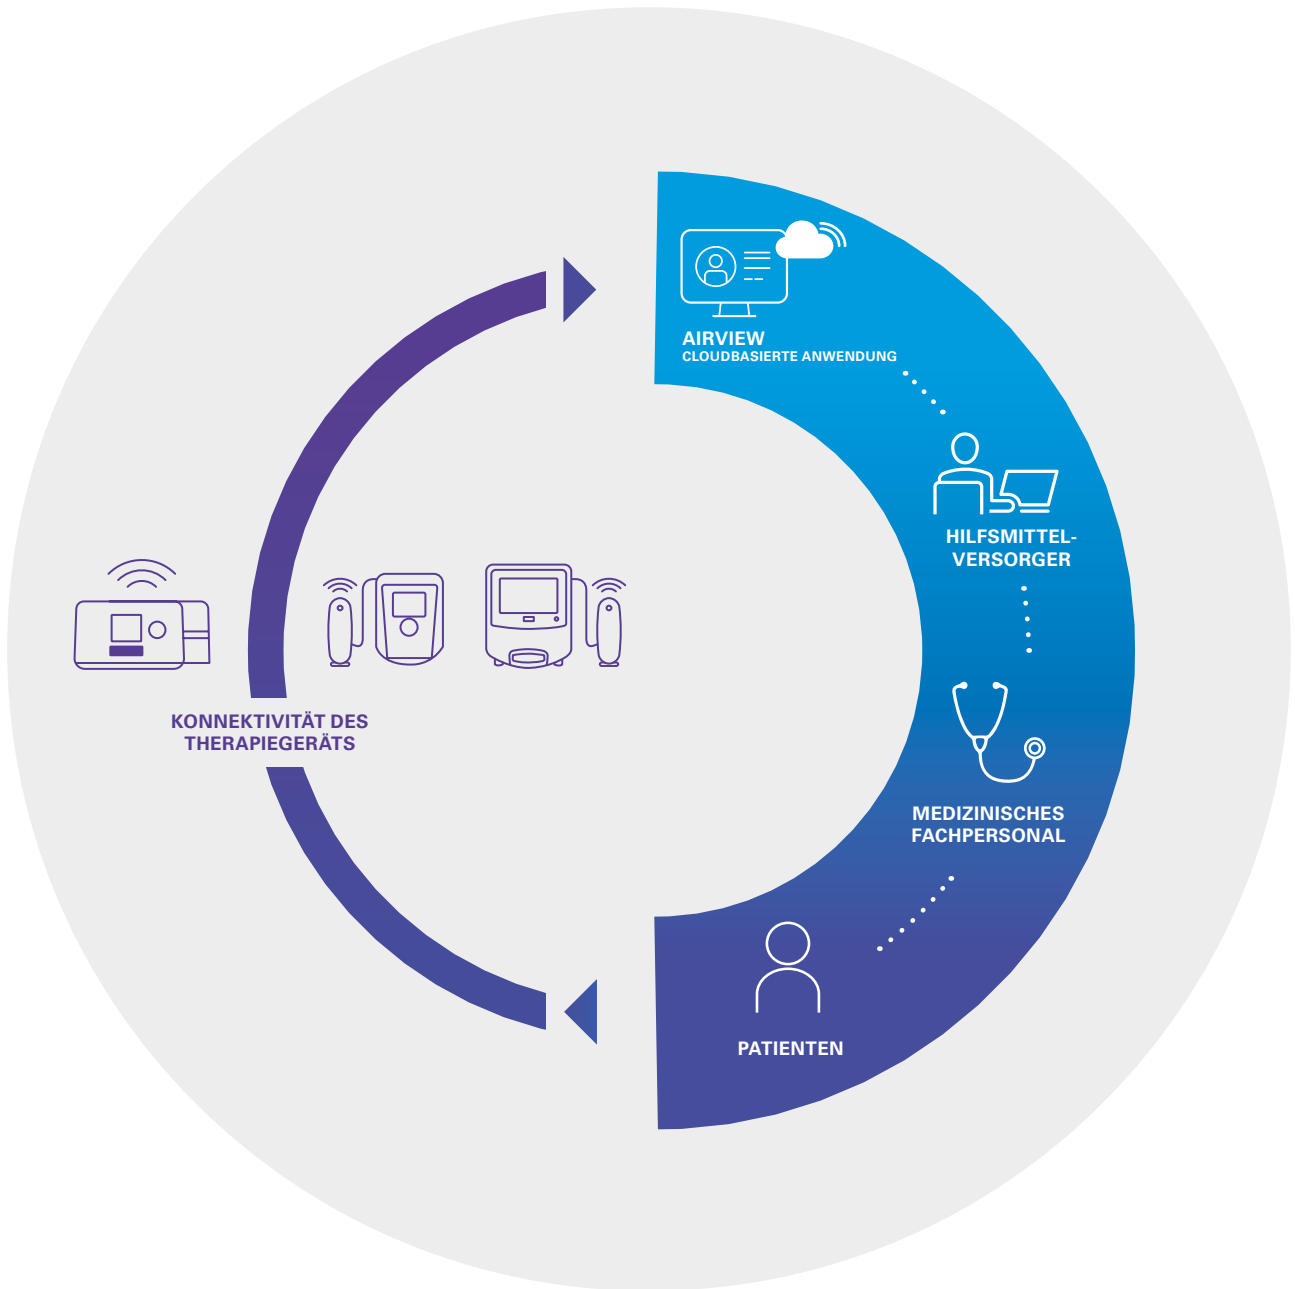 AIRVIEW
CLOUDBASIERTE ANWENDUNG
HILFSMITTEL-
VERSORGER
KONNEKTIVITÄT DES
THERAPIEGERÄTS
MEDIZINISCHES
FACHPERSONAL
PATIENTEN